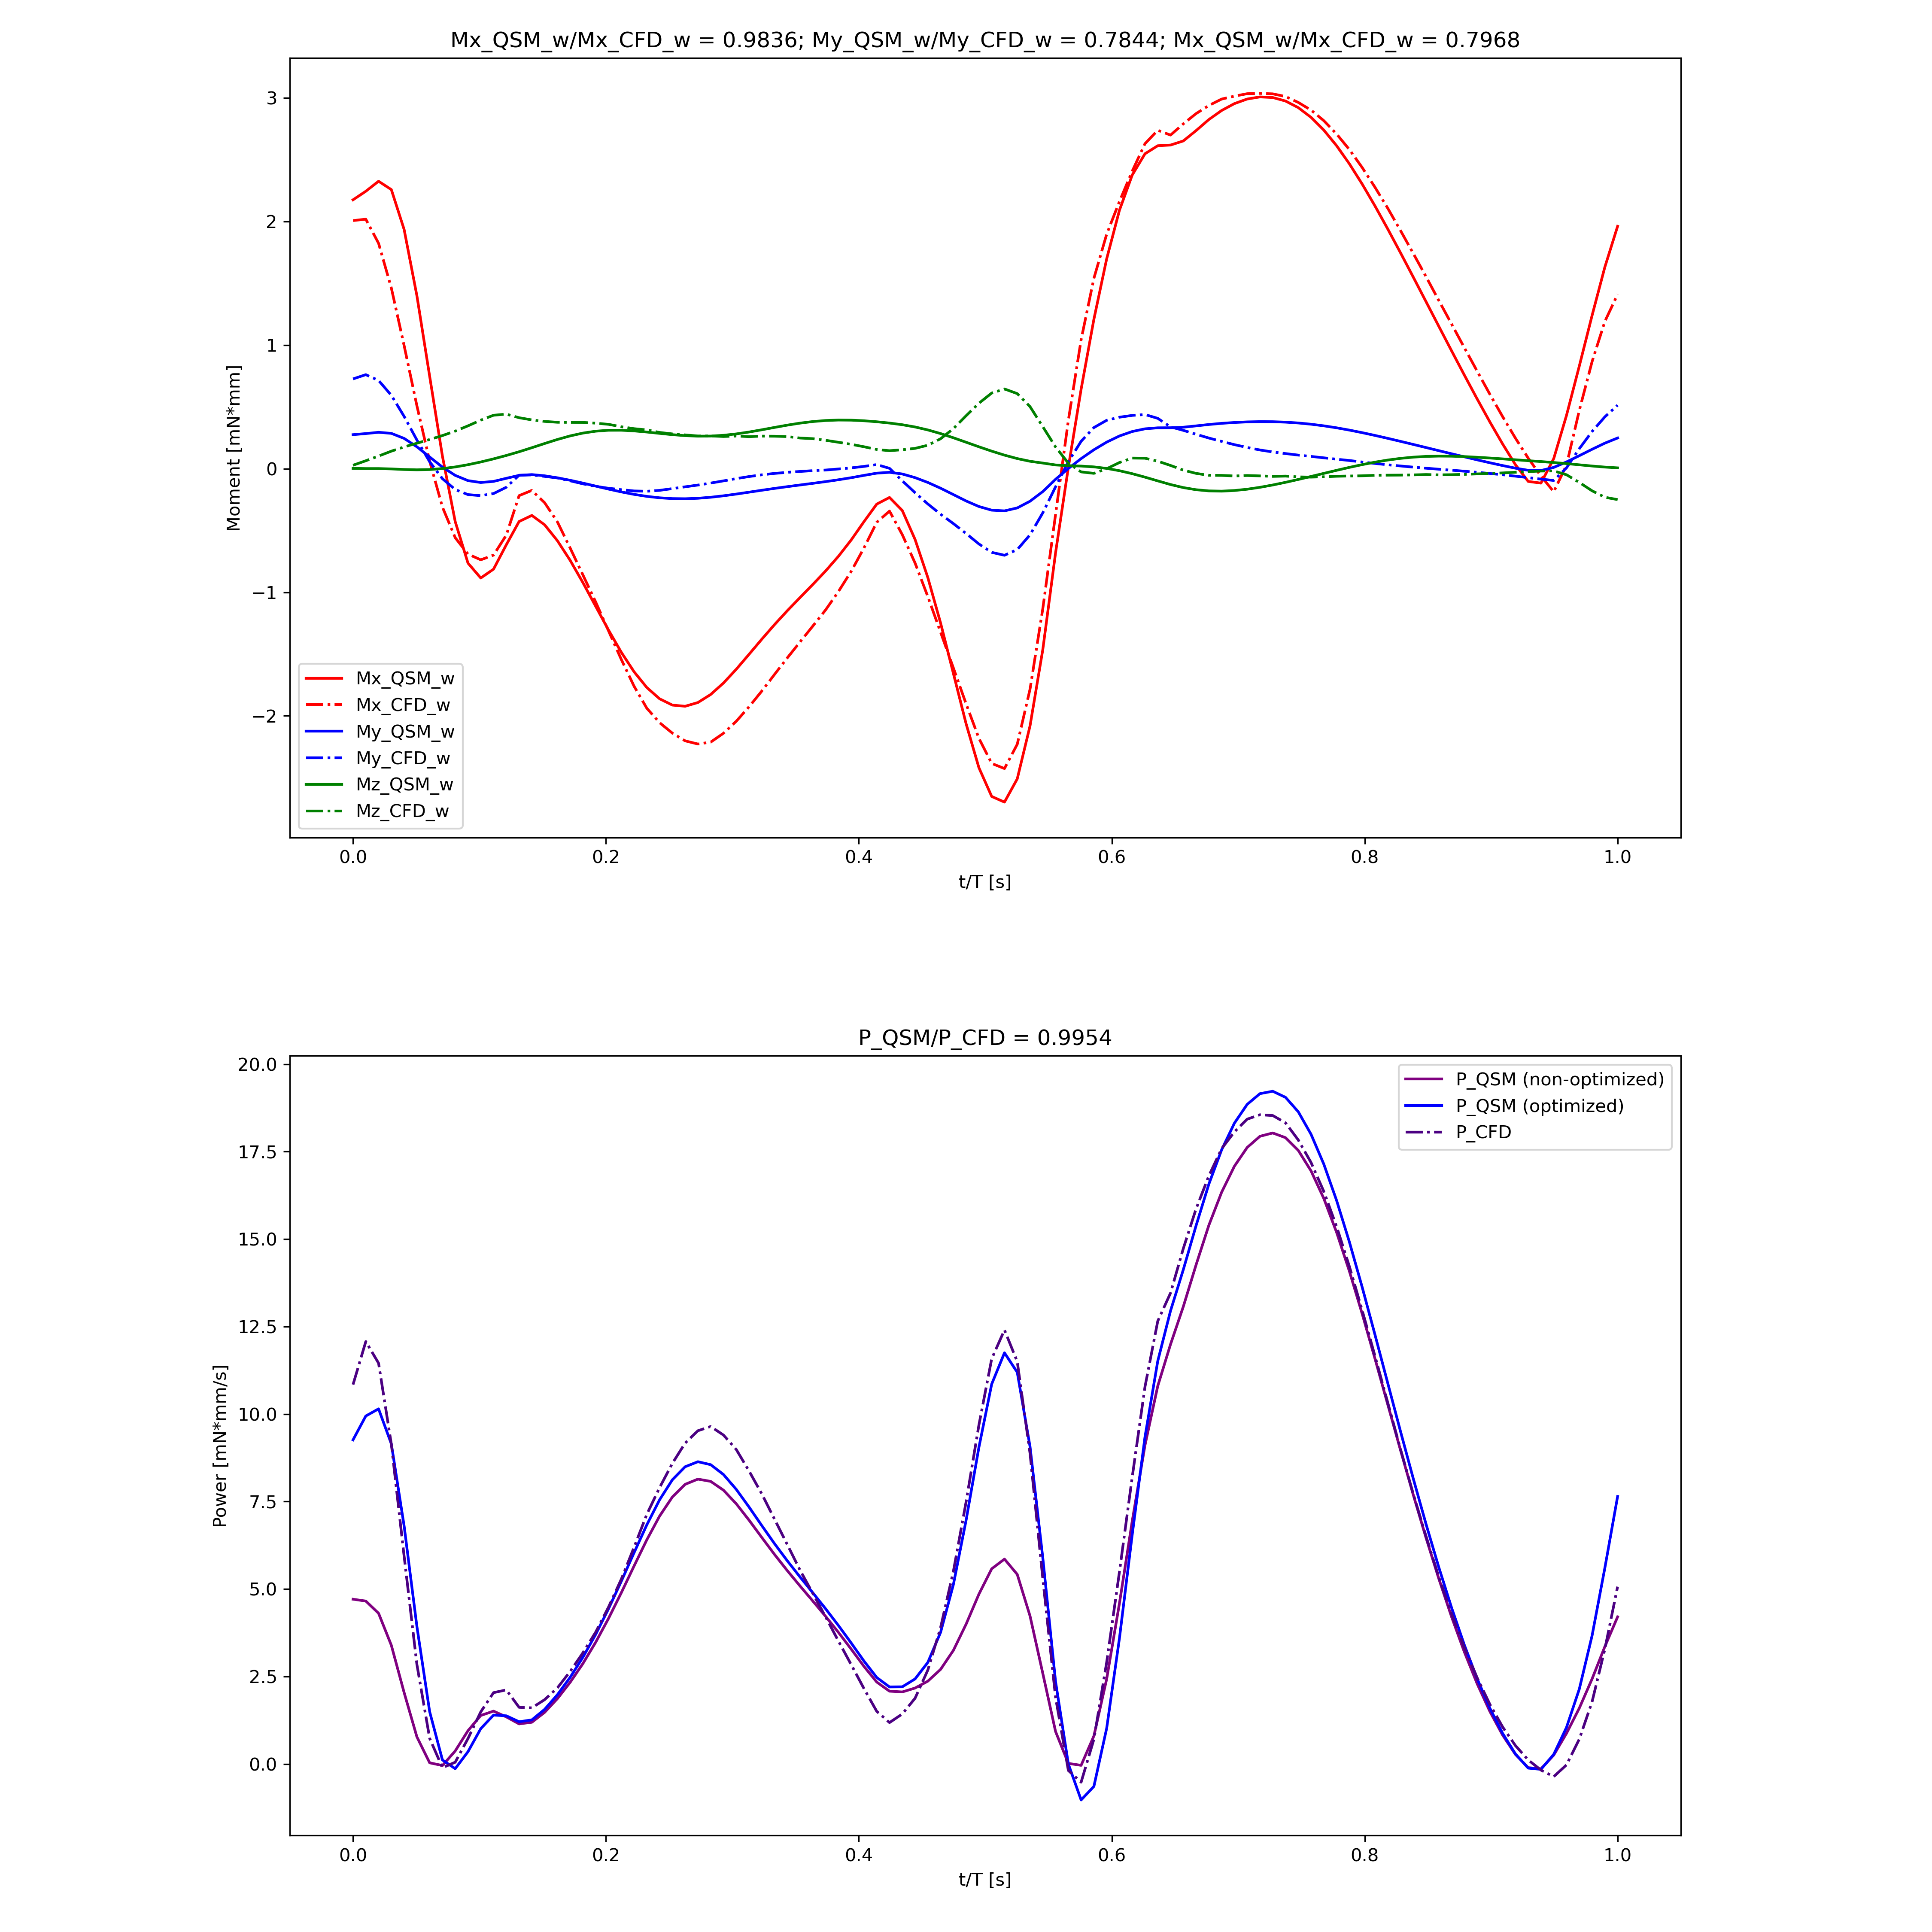 Mx_QSM_w/Mx_CFD_w = 0.9836; My_QSM_w/My_CFD_w = 0.7844; Mx_QSM_w/Mx_CFD_w = 0.7968
3
2
1
0
−1
−2
Moment [mN*mm]
Mx_QSM_w
Mx_CFD_w
My_QSM_w
My_CFD_w
Mz_QSM_w
Mz_CFD_w
0.0 0.2 0.4 0.6 0.8 1.0
t/T [s]
P_QSM/P_CFD = 0.9954
20.0
17.5
15.0
12.5
10.0
7.5
5.0
2.5
0.0
Power [mN*mm/s]
P_QSM (non-optimized)
P_QSM (optimized)
P_CFD
0.0 0.2 0.4 0.6 0.8 1.0
t/T [s]